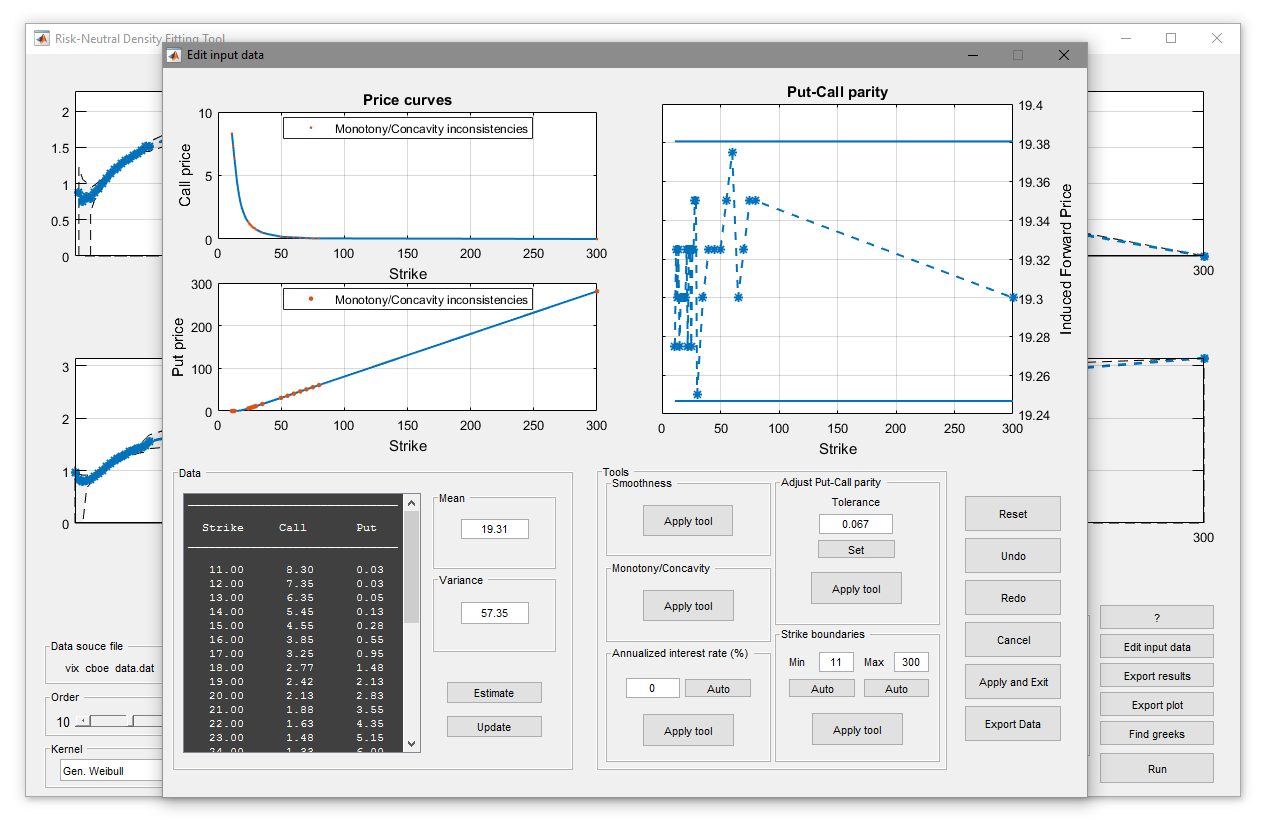 Risk-Neutral Density Fitting Tool
Edit input data
2
1.5
1
0.5
0
3
2
1
0
Price curves
Monotony/Concavity inconsistencies
Call price
10
5
0
0 50 100 150 200 250 300
Strike
Monotony/Concavity inconsistencies
Put price
300
200
100
0
0 50 100 150 200 250 300
Strike
Put-Call parity
19.4
19.38
19.36
19.34
19.32
19.3
19.28
19.26
19.24
Induced Forward Price
0 50 100 150 200 250 300
Strike
300
300
Data
Strike Call Put
11.00 8.30 0.03
12.00 7.35 0.03
13.00 6.35 0.05
14.00 5.45 0.13
15.00 4.55 0.28
16.00 3.85 0.55
17.00 3.25 0.95
18.00 2.77 1.48
19.00 2.42 2.13
20.00 2.13 2.83
21.00 1.88 3.55
22.00 1.63 4.35
23.00 1.48 5.15
24.00 1.33 6.00
Mean
19.31
Variance
57.35
Estimate
Update
Tools
Smoothness
Apply tool
Monotony/Concavity
Apply tool
Annualized interest rate (%)
0 Auto
Apply tool
Adjust Put-Call parity
Tolerance
0.067
Set
Apply tool
Strike boundaries
Min 11 Max 300
Auto Auto
Apply tool
Reset
Undo
Redo
Cancel
Apply and Exit
Export Data
Data souce file
vix cboe data.dat
Order
10
Kernel
Gen. Weibull
?
Edit input data
Export results
Export plot
Find greeks
Run